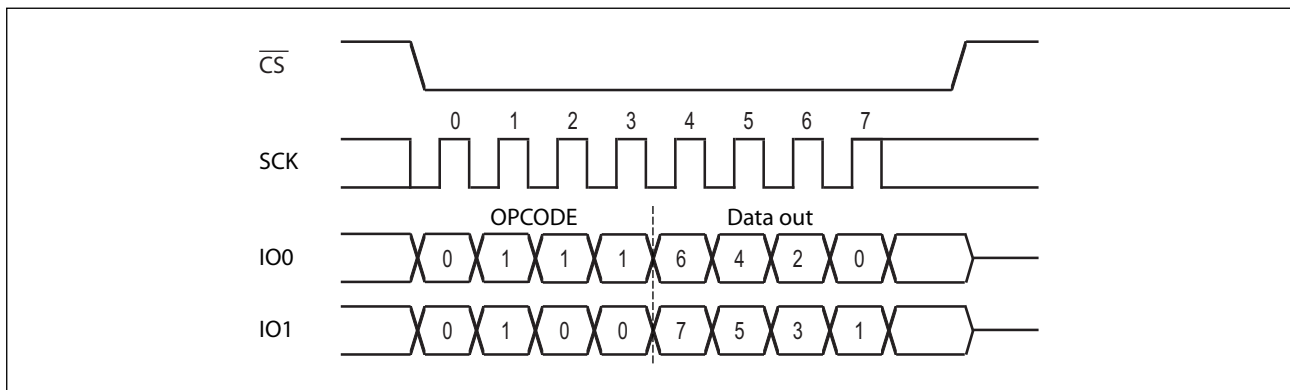 CS
0 1 2 3 4 5 6 7
SCK
OPCODE Data out
IO0 0 1 1 1 6 4 2 0
IO1 0 1 0 0 7 5 3 1